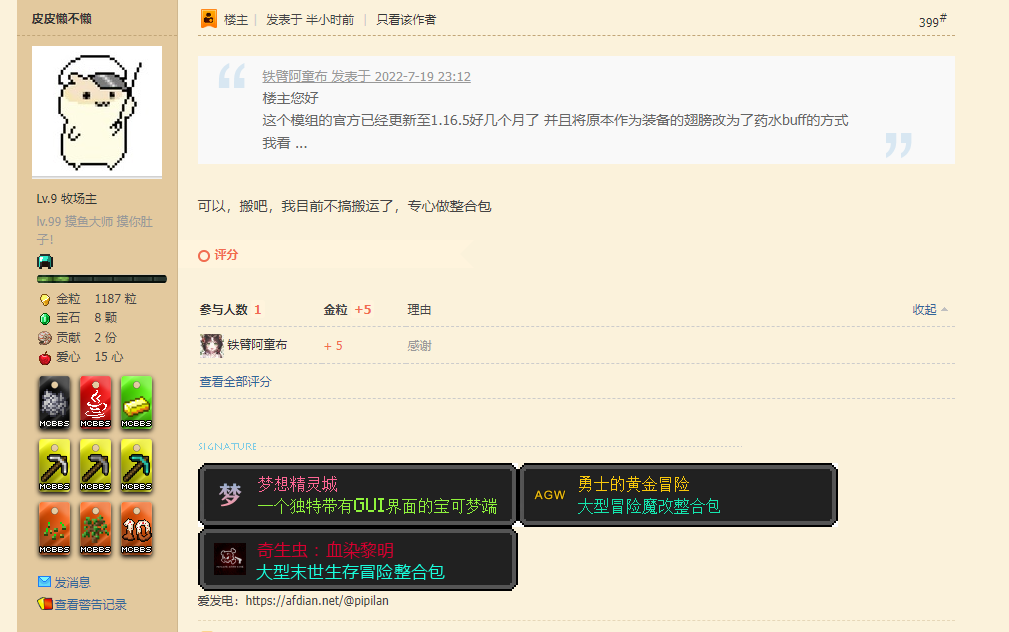 皮皮懒不懒
楼主 | 发表于 半小时前 | 只看该作者
399#
铁臂阿童布 发表于 2022-7-19 23:12
楼主您好
这个模组的官方已经更新至1.16.5好几个月了 并且将原本作为装备的翅膀改为了药水buff的方式
我看 ...
可以，搬吧，我目前不搞搬运了，专心做整合包
Lv.9 牧场主
lv.99 摸鱼大师 摸你肚
子！
金粒 1187 粒
宝石 8 颗
贡献 2 份
爱心 15 心
MCBBS MCBBS MCBBS
MCBBS MCBBS MCBBS
10
MCBBS MCBBS MCBBS
发消息
查看警告记录
评分
参与人数 1 金粒 +5 理由 收起
铁臂阿童布 + 5 感谢
查看全部评分
SIGNATURE
梦
梦想精灵城
一个独特带有GUI界面的宝可梦端
AGW
勇士的黄金冒险
大型冒险魔改整合包
奇生虫：血染黎明
大型末世生存冒险整合包
爱发电：https://afdian.net/@pipilan